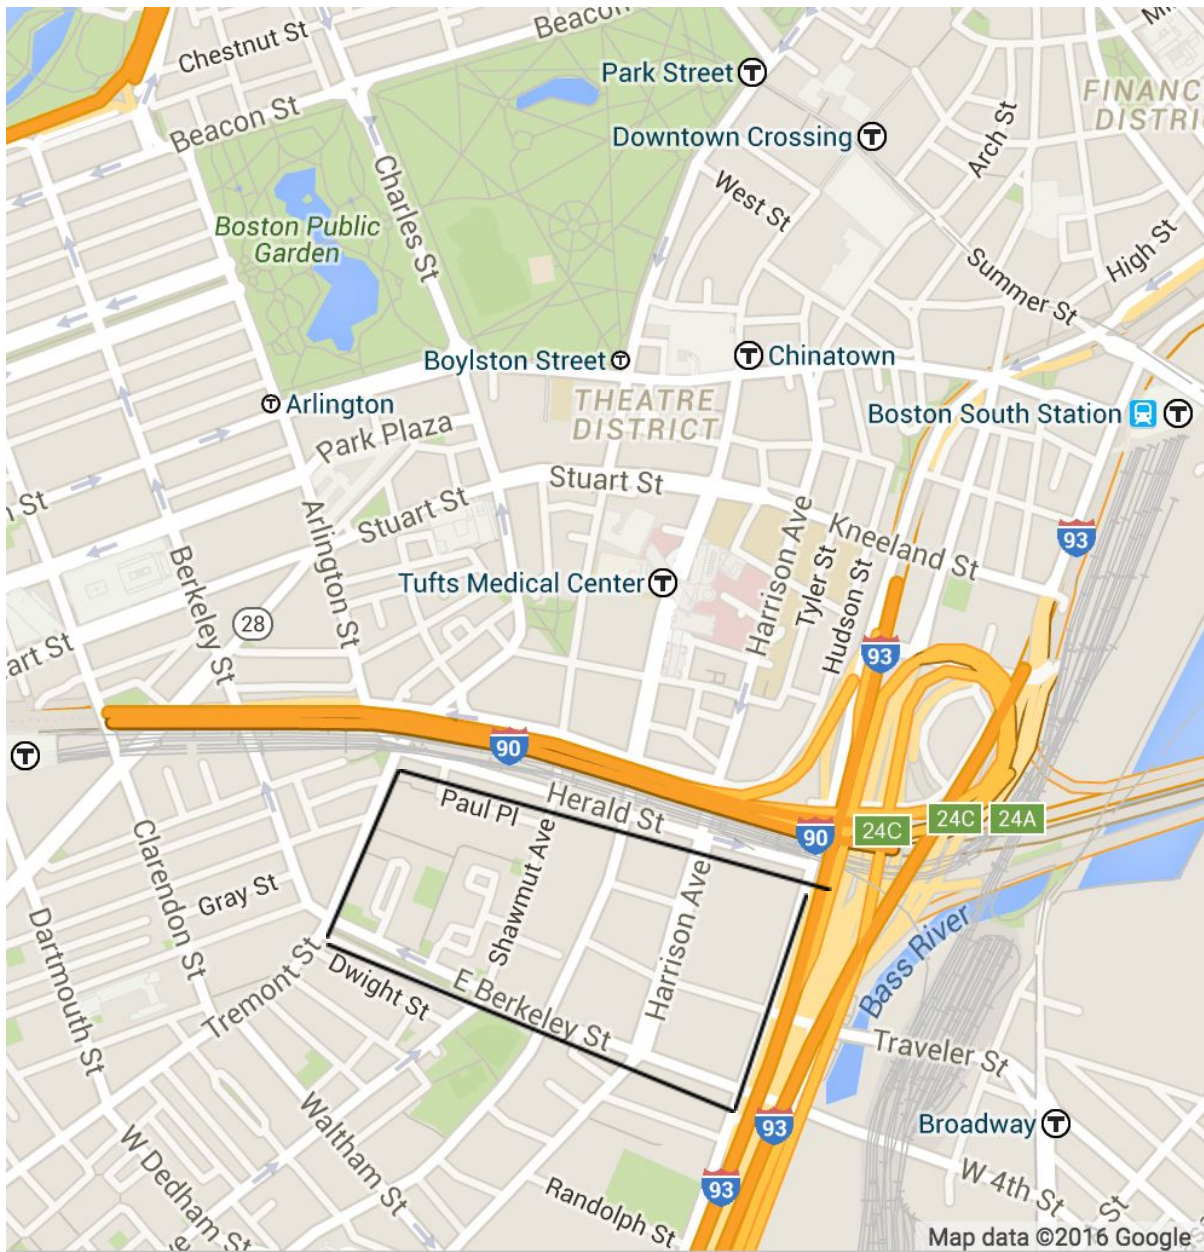 Chestnut St
Beacon
Beacon St
Park Street T
Downtown Crossing T
FINANC
DISTRI
Arch St
West St
Charles St
Boston Public
Garden
High St
Summer St
Boylston Street T
T Chinatown
T Arlington
THEATRE
DISTRICT
Boston South Station T
Park Plaza
Stuart St
Stuart St
n St
Arlington St
Berkeley St
Harrison Ave
Tyler St
Hudson St
Kneeland St
93
Tufts Medical Center T
28
art St
93
T
90
Paul Pl
Herald St
90
24C
24C
24A
Clarendon St
Gray St
Shawmut Ave
Harrison Ave
Dartmouth St
Tremont St
Dwight St
E Berkeley St
Bass River
Traveler St
Waltham St
W Dedham St
93
Broadway T
W 4th St
St
93
Randolph St
Map data ©2016 Google